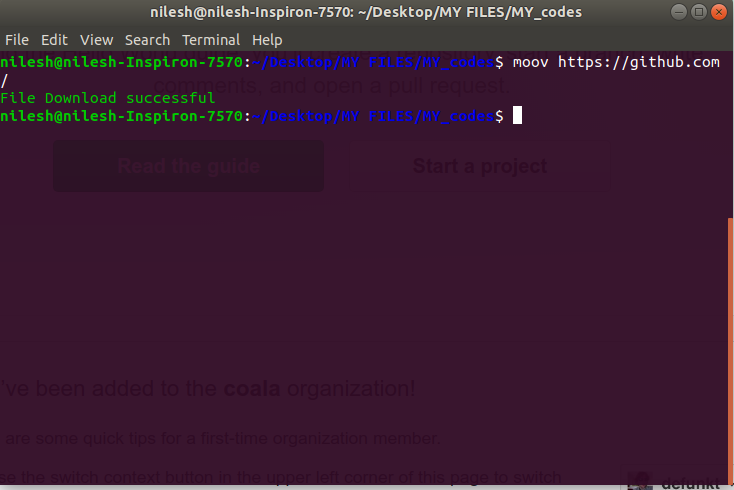 nilesh@nilesh-Inspiron-7570: ~/Desktop/MY FILES/MY_codes
File Edit View Search Terminal Help
nilesh@nilesh-Inspiron-7570:~/Desktop/MY FILES/MY_codes$ moov https://github.com
/
comments, and open a pull request.
File Download successful
nilesh@nilesh-Inspiron-7570:~/Desktop/MY FILES/MY_codes$
Read the guide
Start a project
've been added to the coala organization!
are some quick tips for a first-time organization member.
se the switch context button in the upper left corner of this page to switch
defunkt